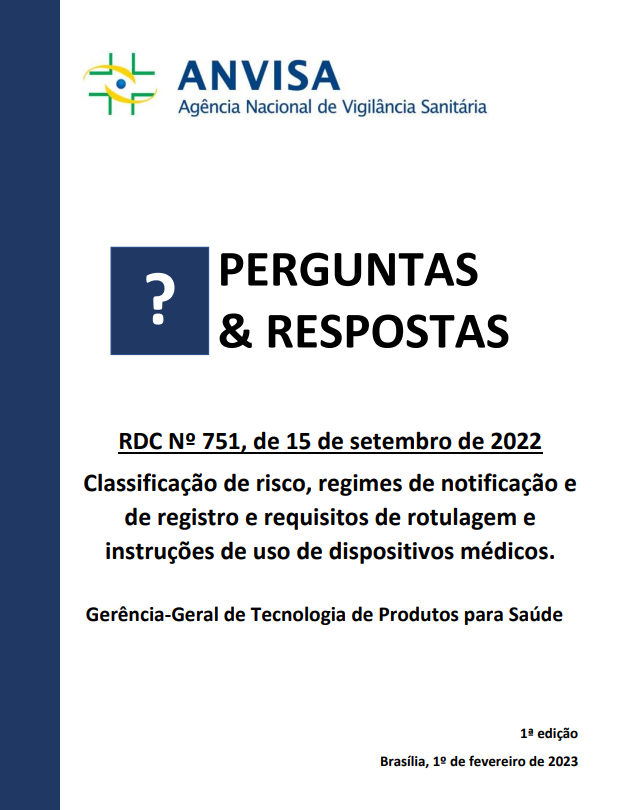 ANVISA
Agência Nacional de Vigilância Sanitária
?
PERGUNTAS
& RESPOSTAS
RDC Nº 751, de 15 de setembro de 2022
Classificação de risco, regimes de notificação e
de registro e requisitos de rotulagem e
instruções de uso de dispositivos médicos.
Gerência-Geral de Tecnologia de Produtos para Saúde
1ª edição
Brasília, 1º de fevereiro de 2023